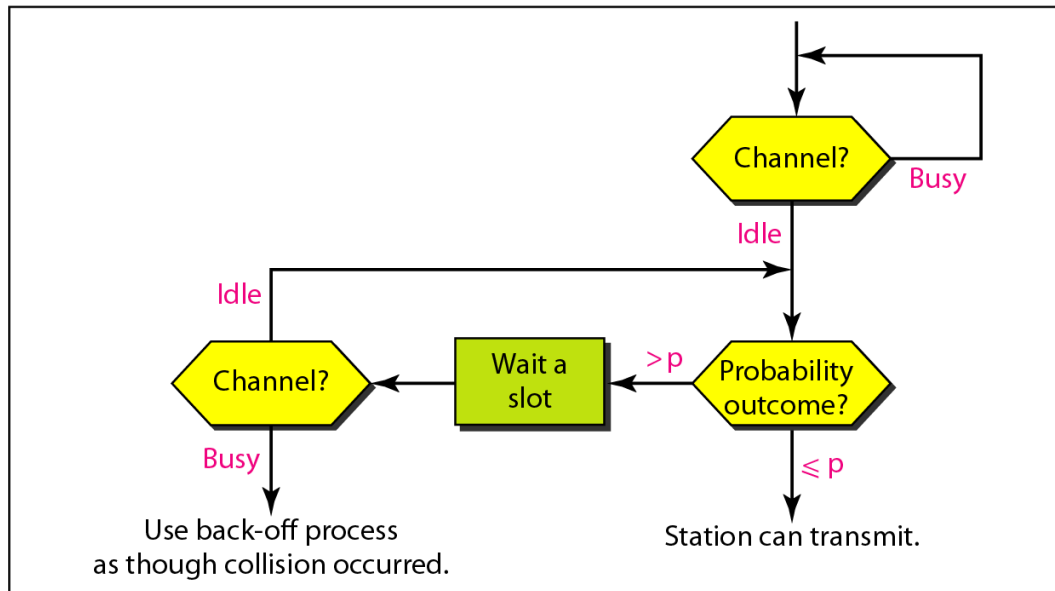 Channel?
Busy
Idle
Idle
Channel?
Wait a
slot
> p
Probability
outcome?
Busy
⩽ p
Use back-off process
as though collision occurred.
Station can transmit.